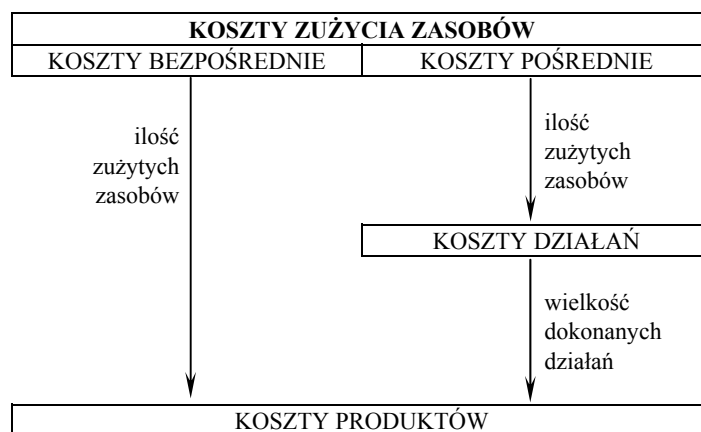 KOSZTY ZUŻYCIA ZASOBÓW
KOSZTY BEZPOŚREDNIE
KOSZTY POŚREDNIE
ilość
zużytych
zasobów
ilość
zużytych
zasobów
KOSZTY DZIAŁAŃ
wielkość
dokonanych
działań
KOSZTY PRODUKTÓW